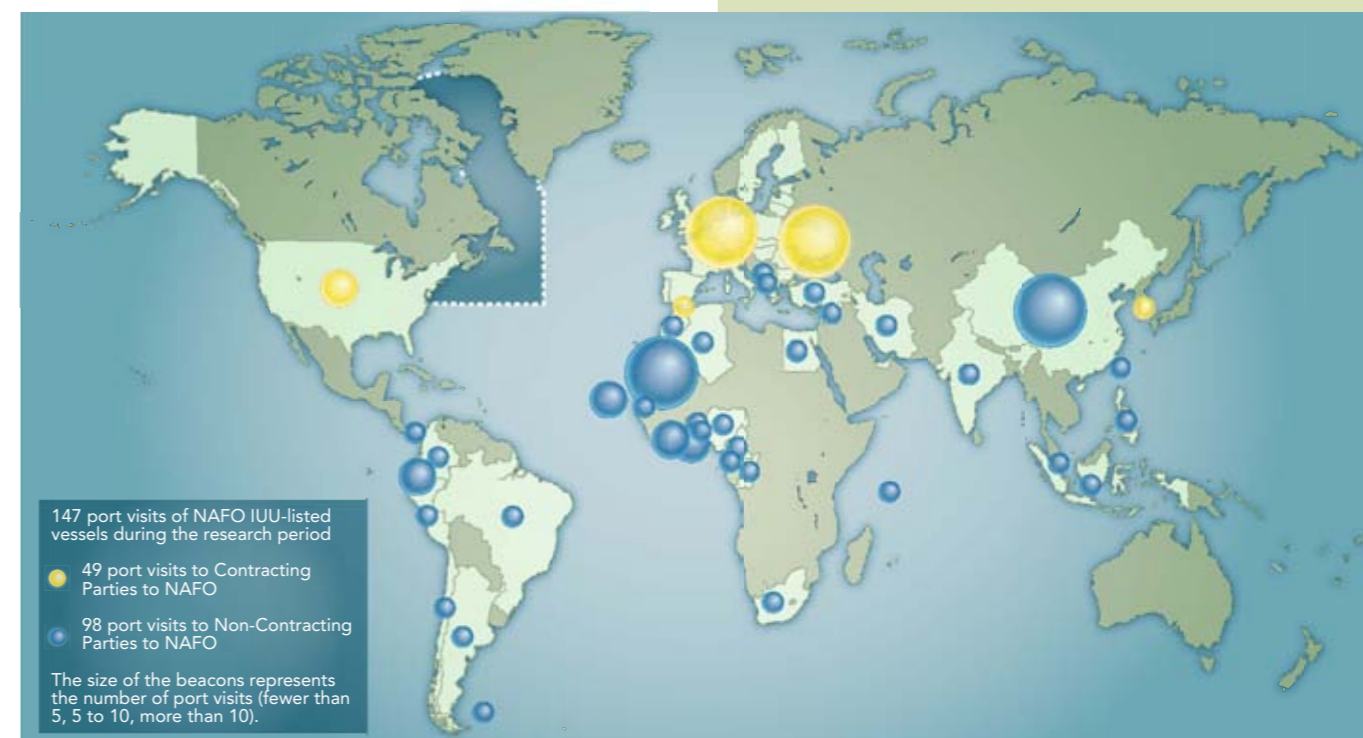 147 port visits of NAFO IUU-listed
vessels during the research period
49 port visits to Contracting
Parties to NAFO
98 port visits to Non-Contracting
Parties to NAFO
The size of the beacons represents
the number of port visits (fewer than
5, 5 to 10, more than 10).